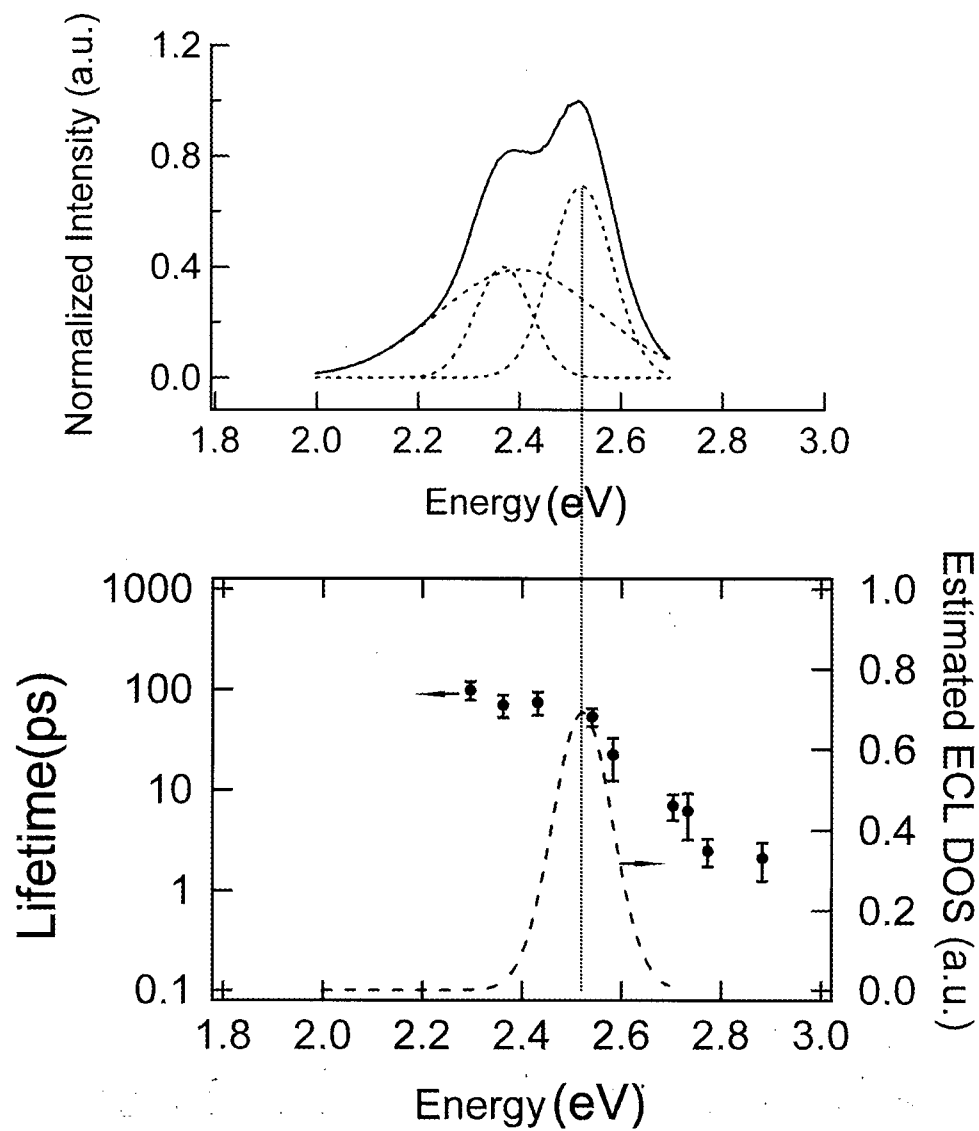 Normalized Intensity (a.u.)
1.2
0.8
0.4
0.0
1.8 2.0 2.2 2.4 2.6 2.8 3.0
Energy (eV)
Lifetime(ps)
1000
100
10
1
0.1
1.0
0.8
0.6
0.4
0.2
0.0
Estimated ECL DOS (a.u.)
1.8 2.0 2.2 2.4 2.6 2.8 3.0
Energy (eV)